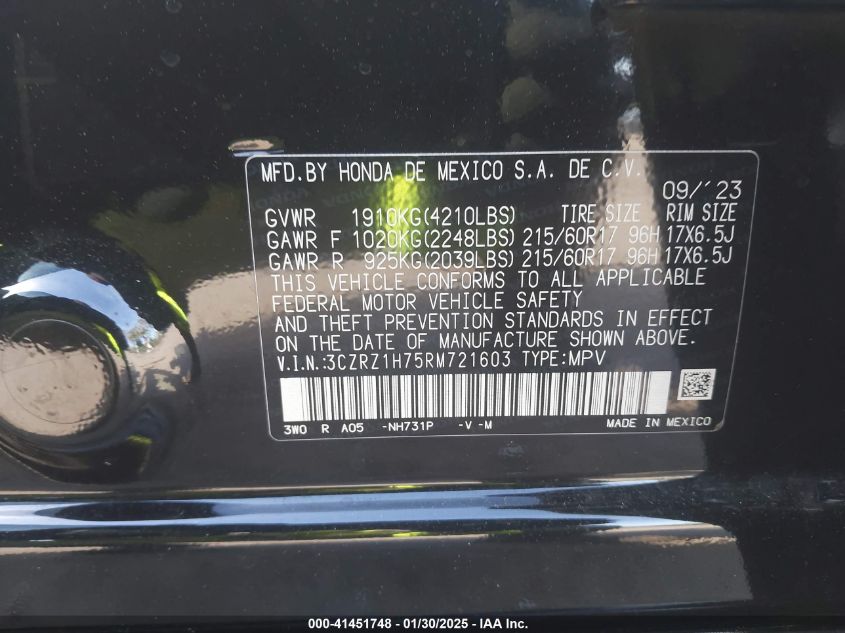 MFD.BY HONDA DE MEXICO S.A. DE C.V.
09/´23
GVWR 1910KG(4210LBS) TIRE SIZE RIM SIZE
GAWR F 1020KG(2248LBS) 215/60R17 96H 17X6.5J
GAWR R 925KG(2039LBS) 215/60R17 96H 17X6.5J
THIS VEHICLE CONFORMS TO ALL APPLICABLE
FEDERAL MOTOR VEHICLE SAFETY
AND THEFT PREVENTION STANDARDS IN EFFECT
ON THE DATE OF MANUFACTURE SHOWN ABOVE.
V.I.N.:3CZRZ1H75RM721603 TYPE:MPV
3W0 R A05 -NH731P -V -M MADE IN MEXICO
000-41451748 - 01/30/2025 - IAA Inc.